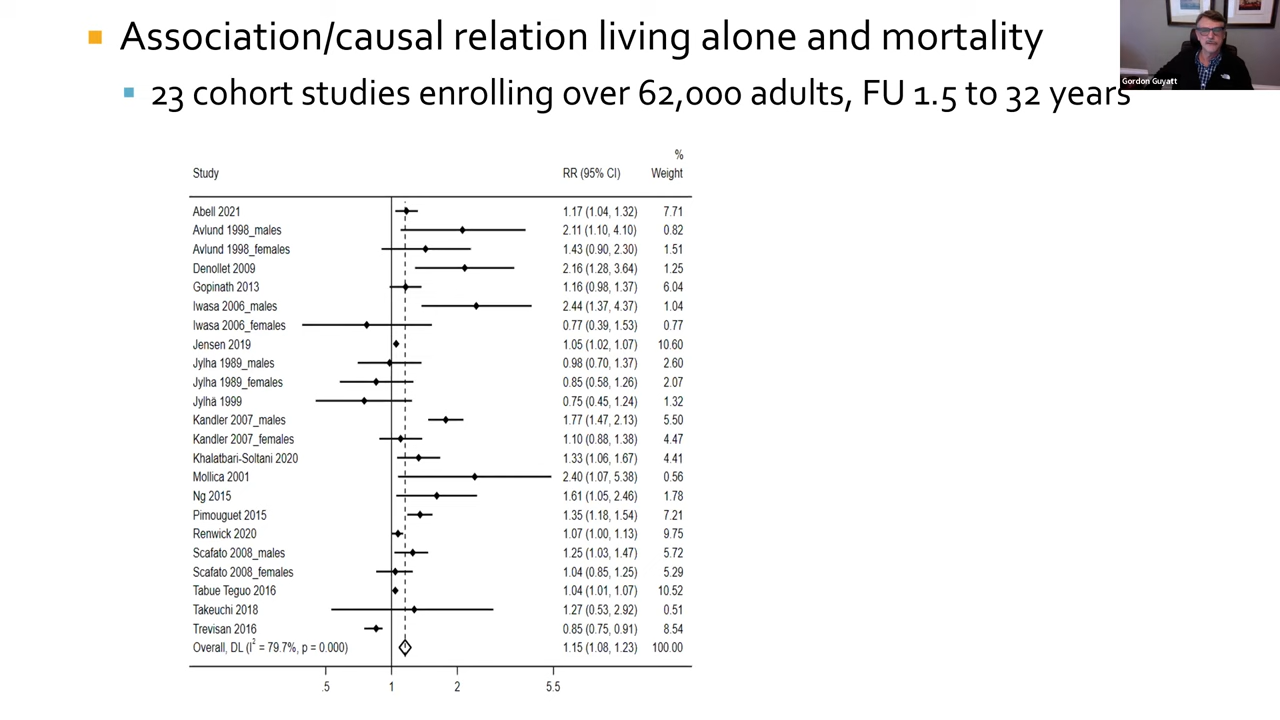 Association/causal relation living alone and mortality
23 cohort studies enrolling over 62,000 adults, FU 1.5 to 32 years
Gordon Guyatt
%
Study RR (95% CI) Weight
Abell 2021 1.17 (1.04, 1.32) 7.71
Avlund 1998_males 2.11 (1.10, 4.10) 0.82
Avlund 1998_females 1.43 (0.90, 2.30) 1.51
Denollet 2009 2.16 (1.28, 3.64) 1.25
Gopinath 2013 1.16 (0.98, 1.37) 6.04
Iwasa 2006_males 2.44 (1.37, 4.37) 1.04
Iwasa 2006_females 0.77 (0.39, 1.53) 0.77
Jensen 2019 1.05 (1.02, 1.07) 10.60
Jylha 1989_males 0.98 (0.70, 1.37) 2.60
Jylha 1989_females 0.85 (0.58, 1.26) 2.07
Jylhä 1999 0.75 (0.45, 1.24) 1.32
Kandler 2007_males 1.77 (1.47, 2.13) 5.50
Kandler 2007_females 1.10 (0.88, 1.38) 4.47
Khalatbari-Soltani 2020 1.33 (1.06, 1.67) 4.41
Mollica 2001 2.40 (1.07, 5.38) 0.56
Ng 2015 1.61 (1.05, 2.46) 1.78
Pimouguet 2015 1.35 (1.18, 1.54) 7.21
Renwick 2020 1.07 (1.00, 1.13) 9.75
Scafato 2008_males 1.25 (1.03, 1.47) 5.72
Scafato 2008_females 1.04 (0.85, 1.25) 5.29
Tabue Teguo 2016 1.04 (1.01, 1.07) 10.52
Takeuchi 2018 1.27 (0.53, 2.92) 0.51
Trevisan 2016 0.85 (0.75, 0.91) 8.54
Overall, DL (I² = 79.7%, p = 0.000) 1.15 (1.08, 1.23) 100.00
.5 1 2 5.5